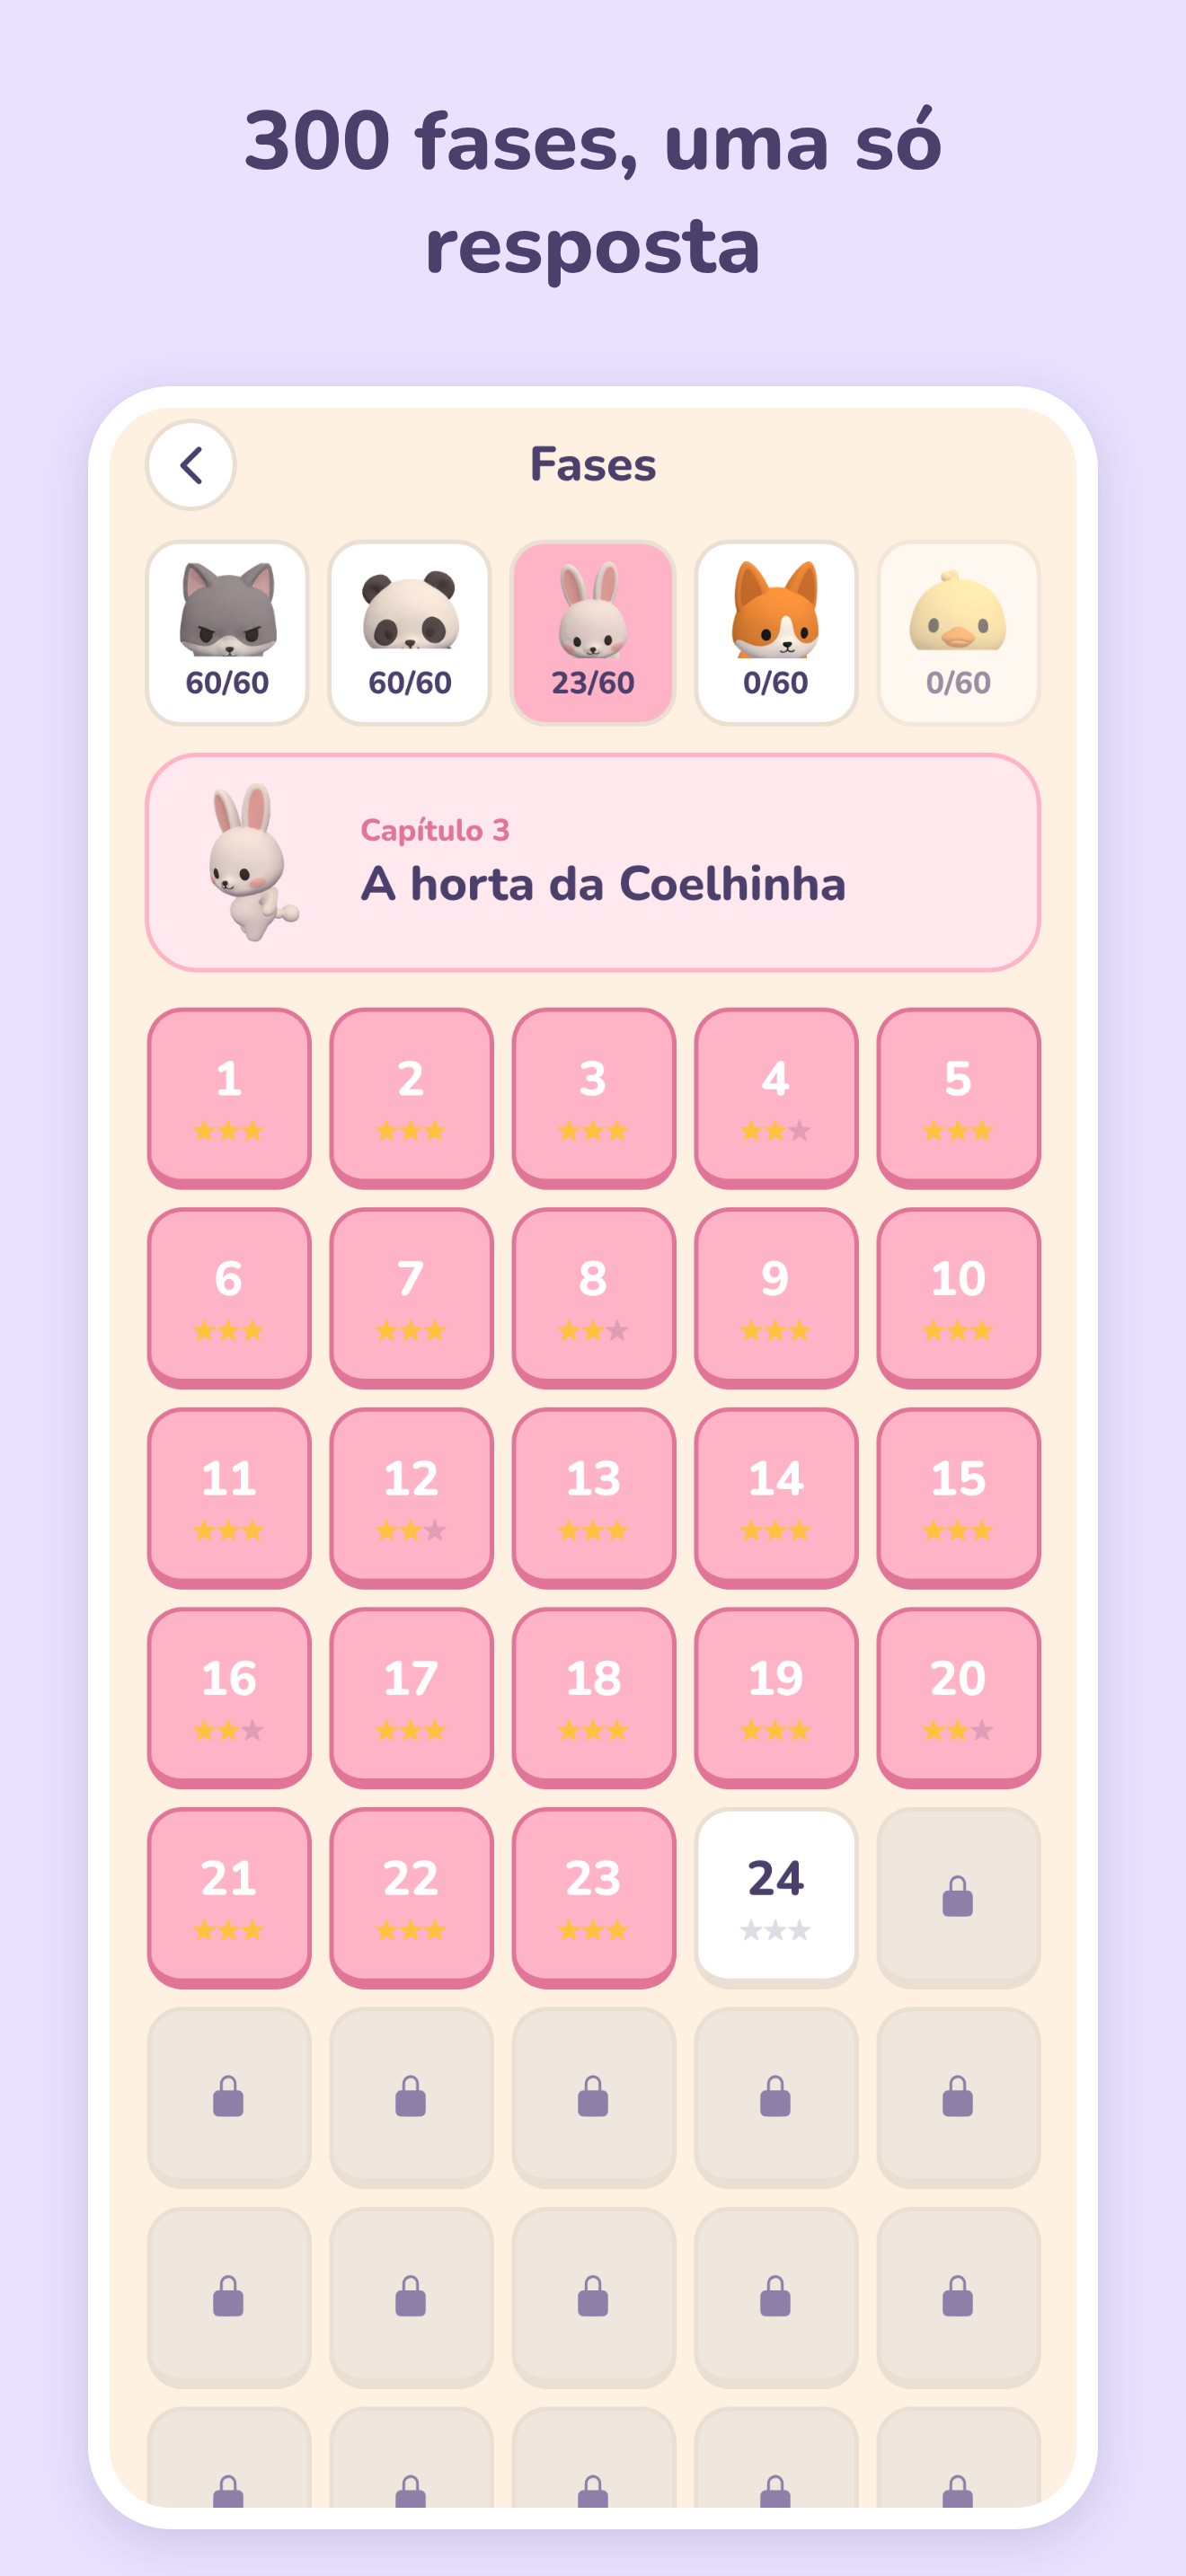 300 fases, uma só
resposta
Fases
60/60 60/60 23/60 0/60 0/60
Capítulo 3
A horta da Coelhinha
1 2 3 4 5
6 7 8 9 10
11 12 13 14 15
16 17 18 19 20
21 22 23 24